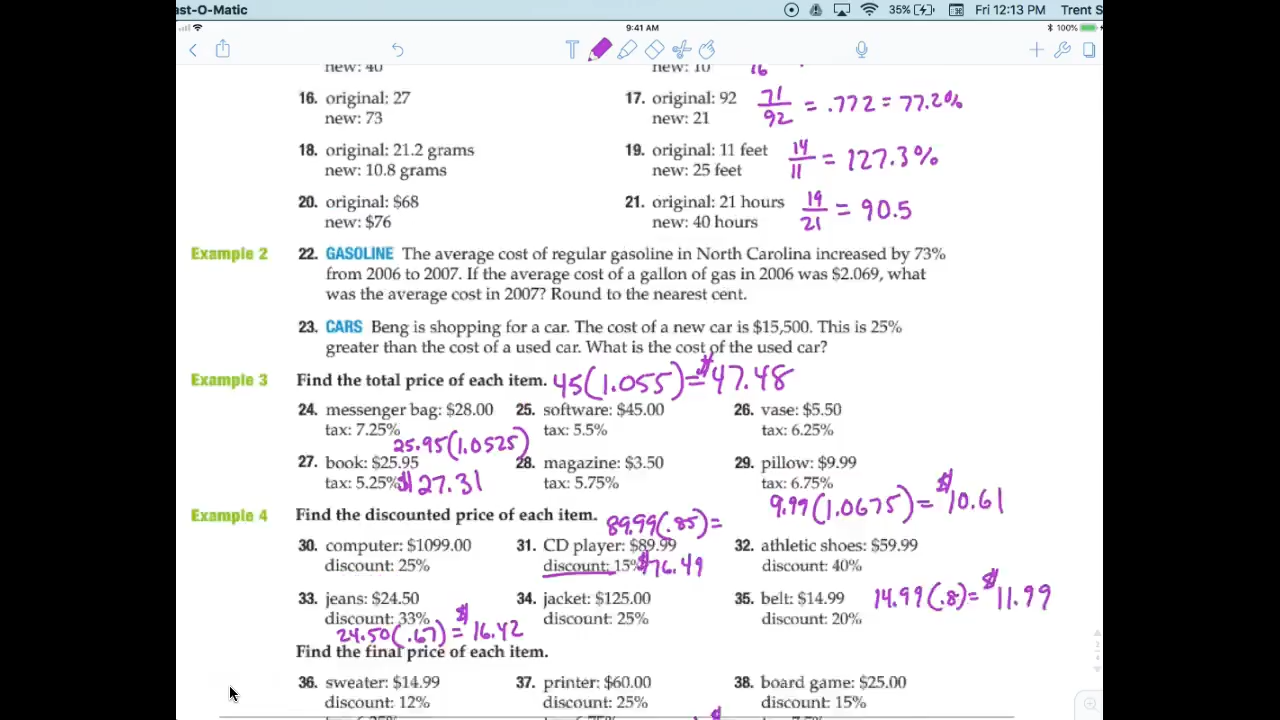 ast-O-Matic 35% Fri 12:13 PM Trent S
9:41 AM 100%
T
new: 40 new: 10 16
16. original: 27 17. original: 92 71/92 = .772 = 77.2%
new: 73 new: 21
18. original: 21.2 grams 19. original: 11 feet 14/11 = 127.3%
new: 10.8 grams new: 25 feet
20. original: $68 21. original: 21 hours 19/21 = 90.5
new: $76 new: 40 hours
Example 2 22. GASOLINE The average cost of regular gasoline in North Carolina increased by 73%
from 2006 to 2007. If the average cost of a gallon of gas in 2006 was $2.069, what
was the average cost in 2007? Round to the nearest cent.
23. CARS Beng is shopping for a car. The cost of a new car is $15,500. This is 25%
greater than the cost of a used car. What is the cost of the used car?
Example 3 Find the total price of each item. 45(1.055)=$47.48
24. messenger bag: $28.00 25. software: $45.00 26. vase: $5.50
tax: 7.25% tax: 5.5% tax: 6.25%
25.95(1.0525)
27. book: $25.95 28. magazine: $3.50 29. pillow: $9.99
tax: 5.25% $27.31 tax: 5.75% tax: 6.75%
9.99(1.0675)=$10.61
Example 4 Find the discounted price of each item. 89.99(.85)=
30. computer: $1099.00 31. CD player: $89.99 32. athletic shoes: $59.99
discount: 25% discount: 15% $76.49 discount: 40%
33. jeans: $24.50 34. jacket: $125.00 35. belt: $14.99 14.99(.8)=$11.99
discount: 33% discount: 25% discount: 20%
24.50(.67)=$16.42
Find the final price of each item.
36. sweater: $14.99 37. printer: $60.00 38. board game: $25.00
discount: 12% discount: 25% discount: 15%